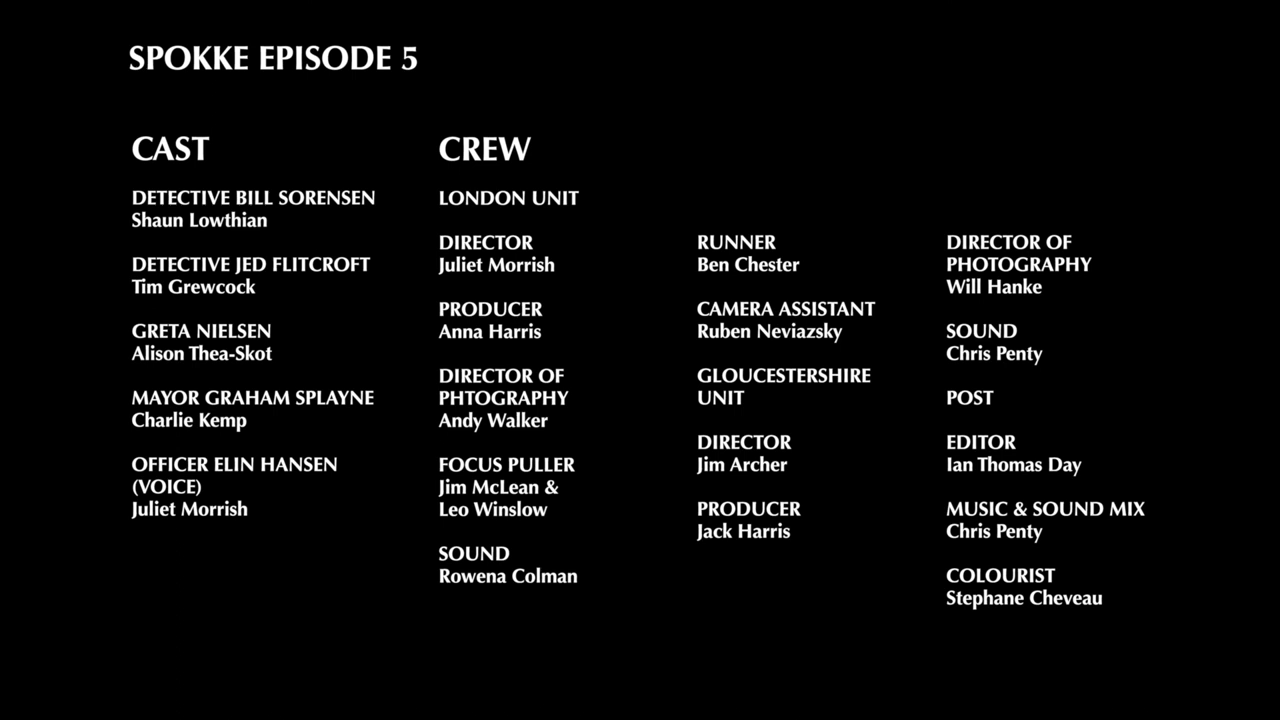 SPOKKE EPISODE 5
CAST
DETECTIVE BILL SORENSEN
Shaun Lowthian
DETECTIVE JED FLITCROFT
Tim Grewcock
GRETA NIELSEN
Alison Thea-Skot
MAYOR GRAHAM SPLAYNE
Charlie Kemp
OFFICER ELIN HANSEN
(VOICE)
Juliet Morrish
CREW
LONDON UNIT
DIRECTOR
Juliet Morrish
PRODUCER
Anna Harris
DIRECTOR OF
PHTOGRAPHY
Andy Walker
FOCUS PULLER
Jim McLean &
Leo Winslow
SOUND
Rowena Colman
RUNNER
Ben Chester
CAMERA ASSISTANT
Ruben Neviazsky
GLOUCESTERSHIRE
UNIT
DIRECTOR
Jim Archer
PRODUCER
Jack Harris
DIRECTOR OF
PHOTOGRAPHY
Will Hanke
SOUND
Chris Penty
POST
EDITOR
Ian Thomas Day
MUSIC & SOUND MIX
Chris Penty
COLOURIST
Stephane Cheveau